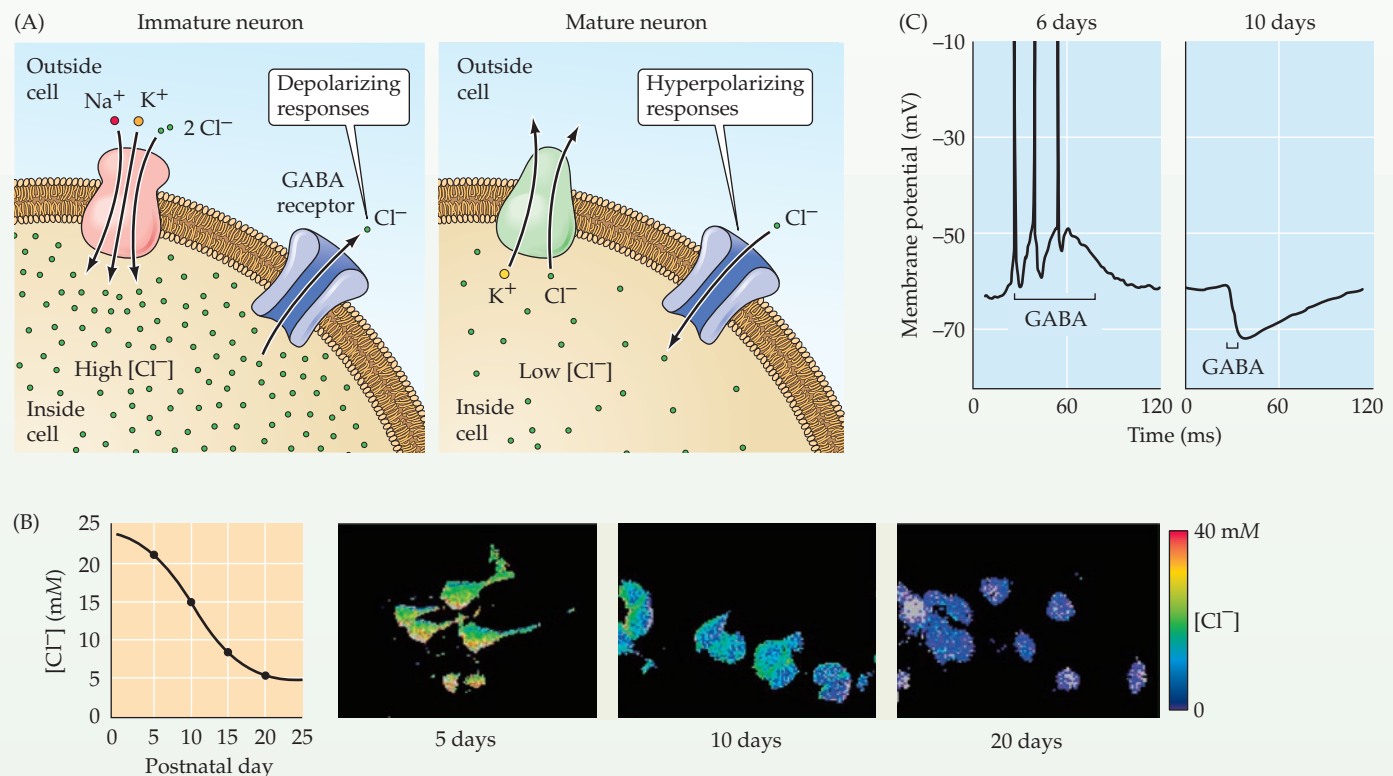 (A)
Immature neuron
Outside
cell
Na⁺
K⁺
2 Cl⁻
Depolarizing
responses
GABA
receptor
Cl⁻
High [Cl⁻]
Inside
cell
Mature neuron
Outside
cell
Hyperpolarizing
responses
Cl⁻
K⁺
Cl⁻
Low [Cl⁻]
Inside
cell
(C)
6 days
10 days
Membrane potential (mV)
–10
–30
–50
–70
GABA
GABA
0
60
120
0
60
120
Time (ms)
(B)
[Cl⁻] (mM)
25
20
15
10
5
0
0
5
10
15
20
25
Postnatal day
5 days
10 days
20 days
40 mM
[Cl⁻]
0